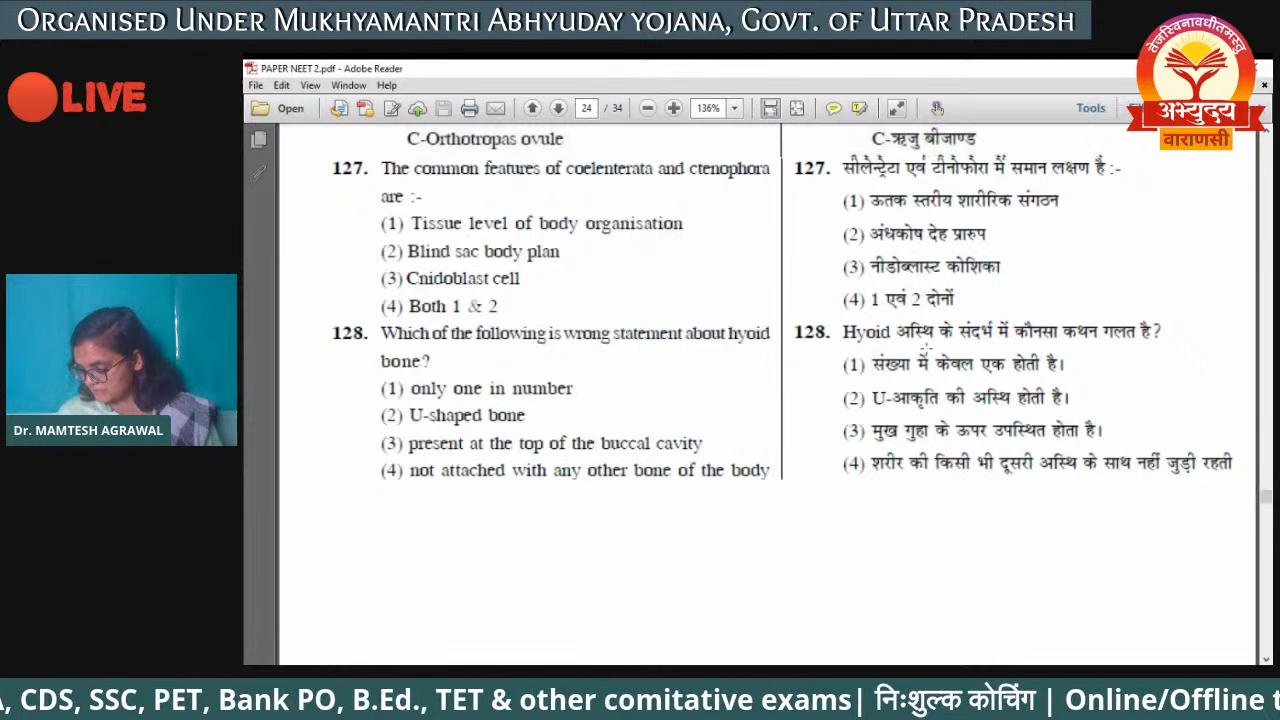 ORGANISED UNDER MUKHYAMANTRI ABHYUDAY YOJANA, GOVT. OF UTTAR PRADESH
तेजस्विनावधीतमस्तु
अभ्युदय
वाराणसी
LIVE
PAPER NEET 2.pdf - Adobe Reader
File Edit View Window Help
Open 24 / 34 136% Tools
C-Orthotropas ovule
127. The common features of coelenterata and ctenophora
are :-
(1) Tissue level of body organisation
(2) Blind sac body plan
(3) Cnidoblast cell
(4) Both 1 & 2
128. Which of the following is wrong statement about hyoid
bone?
(1) only one in number
(2) U-shaped bone
(3) present at the top of the buccal cavity
(4) not attached with any other bone of the body
C-ऋजु बीजाण्ड
127. सीलेन्ट्रेटा एवं टीनोफोरा में समान लक्षण है :-
(1) ऊतक स्तरीय शारीरिक संगठन
(2) अंधकोष देह प्रारुप
(3) नीडोब्लास्ट कोशिका
(4) 1 एवं 2 दोनों
128. Hyoid अस्थि के संदर्भ में कौनसा कथन गलत है?
(1) संख्या में केवल एक होती है।
(2) U-आकृति की अस्थि होती है।
(3) मुख गुहा के ऊपर उपस्थित होता है।
(4) शरीर की किसी भी दूसरी अस्थि के साथ नहीं जुड़ी रहती
Dr. MAMTESH AGRAWAL
A, CDS, SSC, PET, Bank PO, B.Ed., TET & other comitative exams| निःशुल्क कोचिंग | Online/Offline t